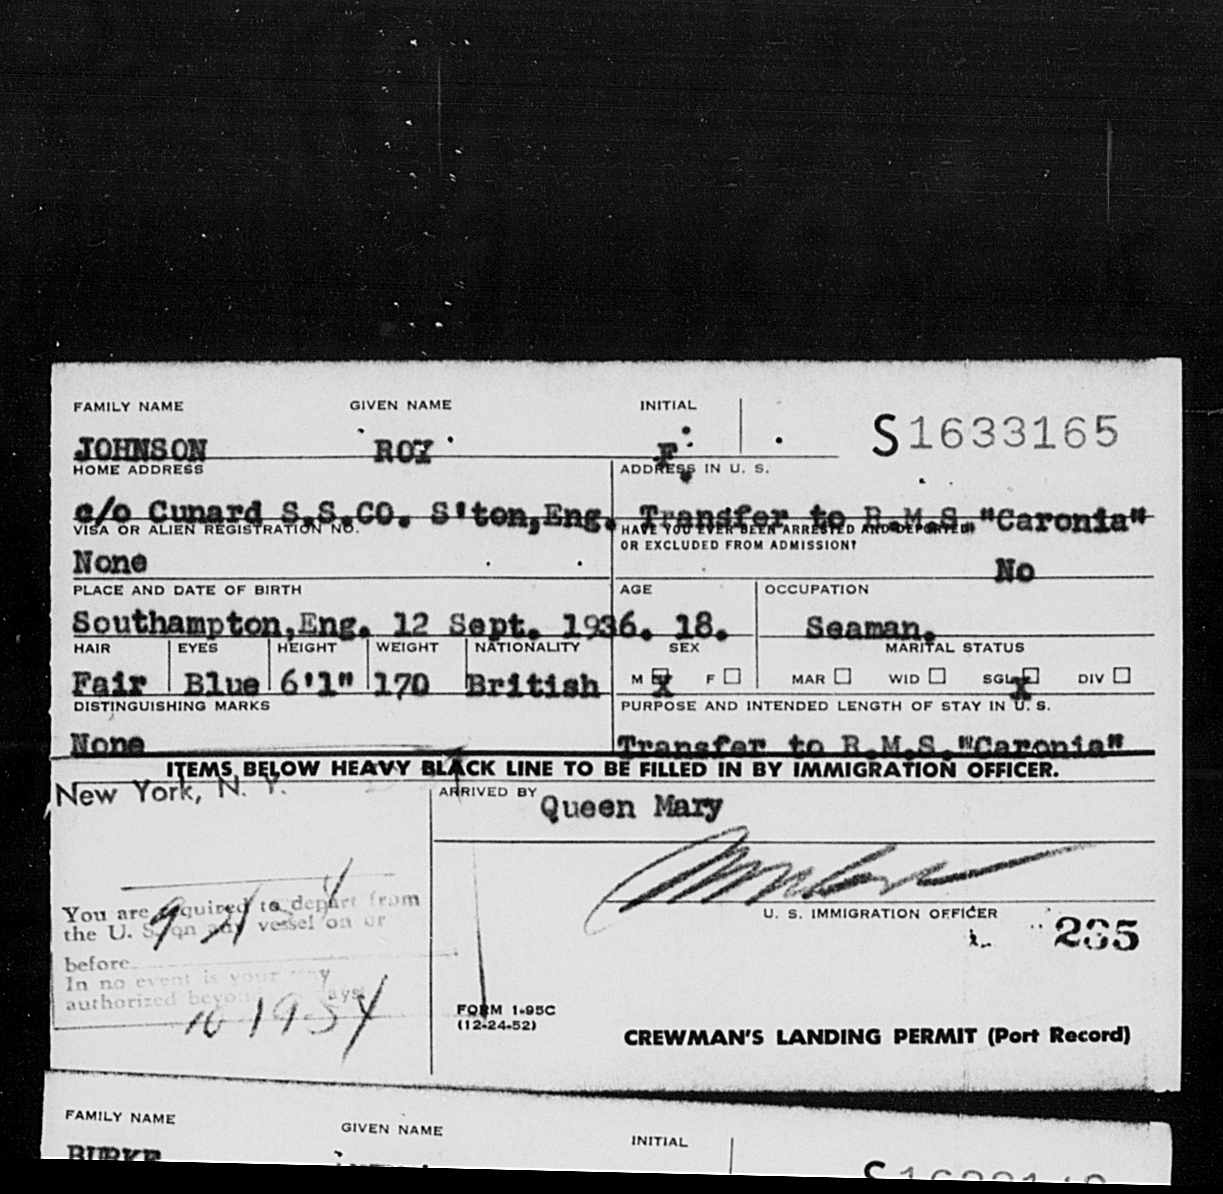 FAMILY NAME GIVEN NAME INITIAL
S1633165
JOHNSON ROY F.
HOME ADDRESS ADDRESS IN U. S.
c/o Cunard S.S.CO. S'ton,Eng. Transfer to R.M.S."Caronia"
VISA OR ALIEN REGISTRATION NO. HAVE YOU EVER BEEN ARRESTED AND DEPORTED,
OR EXCLUDED FROM ADMISSION?
None No
PLACE AND DATE OF BIRTH AGE OCCUPATION
Southampton,Eng. 12 Sept. 1936. 18. Seaman.
HAIR EYES HEIGHT WEIGHT NATIONALITY SEX MARITAL STATUS
Fair Blue 6'1" 170 British M X F MAR WID SGL X DIV
DISTINGUISHING MARKS PURPOSE AND INTENDED LENGTH OF STAY IN U. S.
None Transfer to R.M.S."Caronia"
ITEMS BELOW HEAVY BLACK LINE TO BE FILLED IN BY IMMIGRATION OFFICER.
New York, N. Y. ARRIVED BY Queen Mary
You are required to depart from
the U. S. on any vessel on or
before
In no event is your
authorized beyond days
U. S. IMMIGRATION OFFICER
235
FORM 1-95C
(12-24-52)
CREWMAN'S LANDING PERMIT (Port Record)
FAMILY NAME GIVEN NAME INITIAL
BURKE